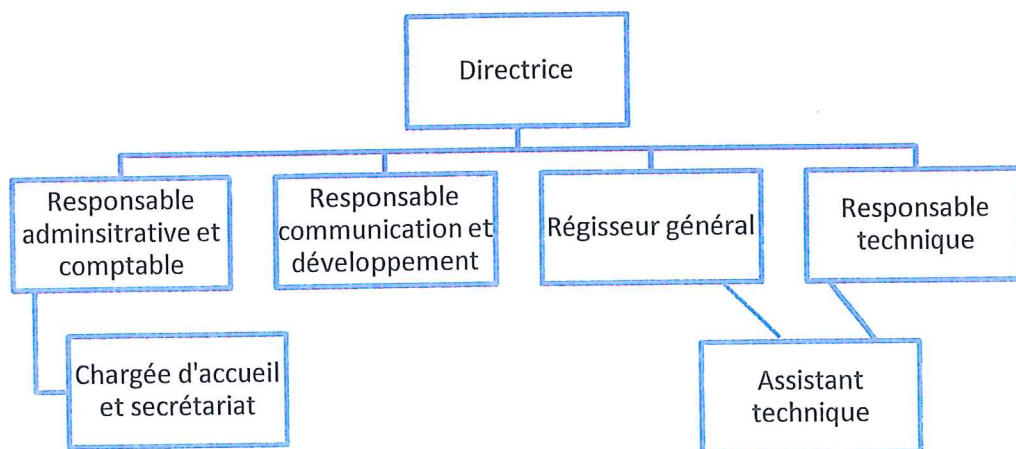 Directrice
Responsable
adminsitrative et
comptable
Responsable
communication et
développement
Régisseur général
Responsable
technique
Chargée d'accueil
et secrétariat
Assistant
technique